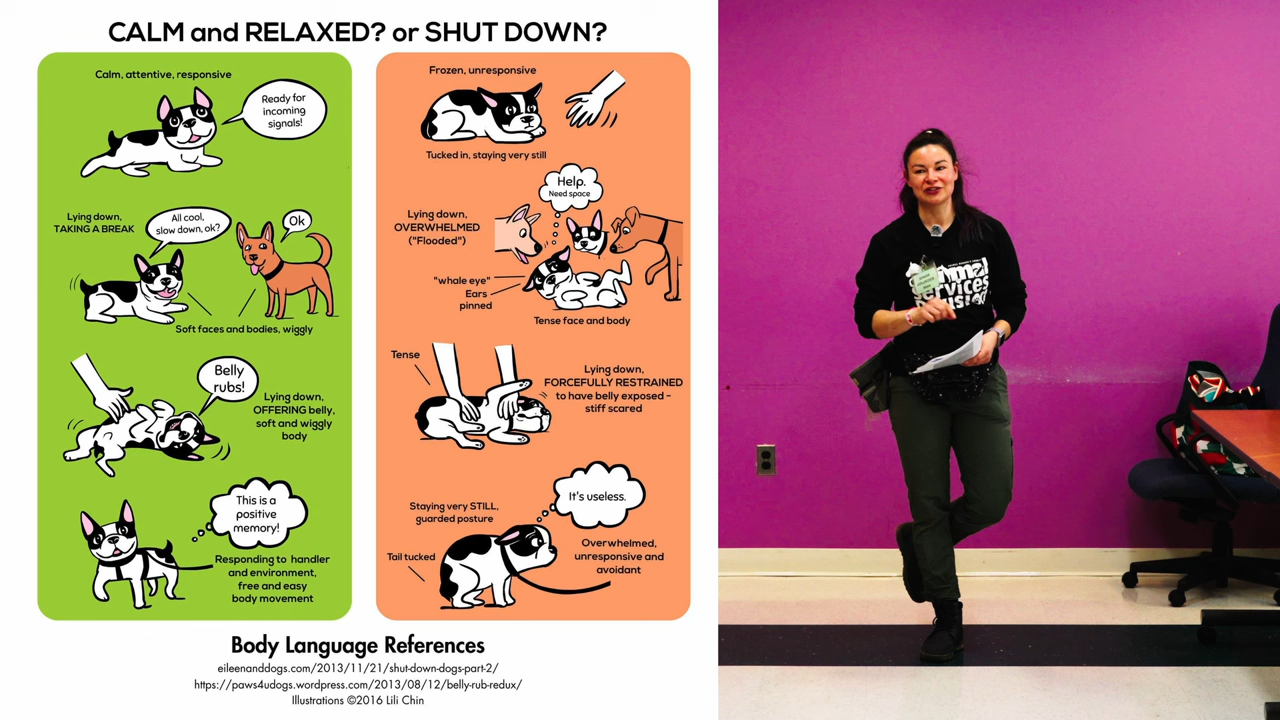 CALM and RELAXED? or SHUT DOWN?
Calm, attentive, responsive
Ready for
incoming
signals!
Lying down,
TAKING A BREAK
All cool,
slow down, ok?
Ok
Soft faces and bodies, wiggly
Belly
rubs!
Lying down,
OFFERING belly,
soft and wiggly
body
This is a
positive
memory!
Responding to handler
and environment,
free and easy
body movement
Frozen, unresponsive
Tucked in, staying very still
Help.
Need space
Lying down,
OVERWHELMED
("Flooded")
"whale eye"
Ears
pinned
Tense face and body
Tense
Lying down,
FORCEFULLY RESTRAINED
to have belly exposed -
stiff scared
Staying very STILL,
guarded posture
It's useless.
Tail tucked
Overwhelmed,
unresponsive and
avoidant
Body Language References
eileenanddogs.com/2013/11/21/shut-down-dogs-part-2/
https://paws4udogs.wordpress.com/2013/08/12/belly-rub-redux/
Illustrations ©2016 Lili Chin
Services